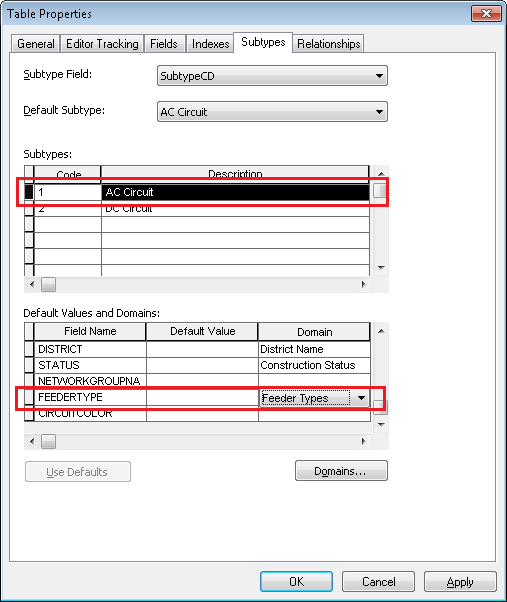 Table Properties
General Editor Tracking Fields Indexes Subtypes Relationships
Subtype Field: SubtypeCD
Default Subtype: AC Circuit
Subtypes:
Code Description
1 AC Circuit
2 DC Circuit
Default Values and Domains:
Field Name Default Value Domain
DISTRICT District Name
STATUS Construction Status
NETWORKGROUPNA
FEEDERTYPE Feeder Types
CIRCUITCOLOR
Use Defaults Domains...
OK Cancel Apply